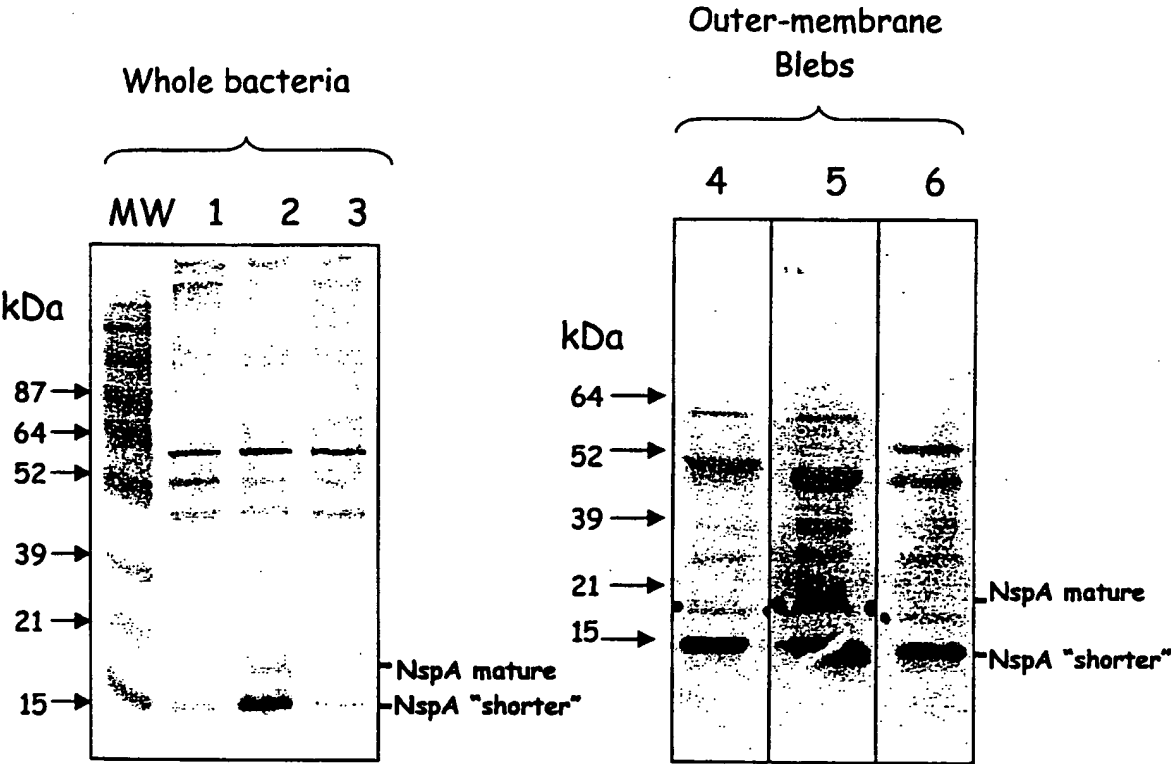 Whole bacteria
MW 1 2 3
kDa
87
64
52
39
21
15
NspA mature
NspA "shorter"
Outer-membrane
Blebs
4 5 6
kDa
64
52
39
21
15
NspA mature
NspA "shorter"